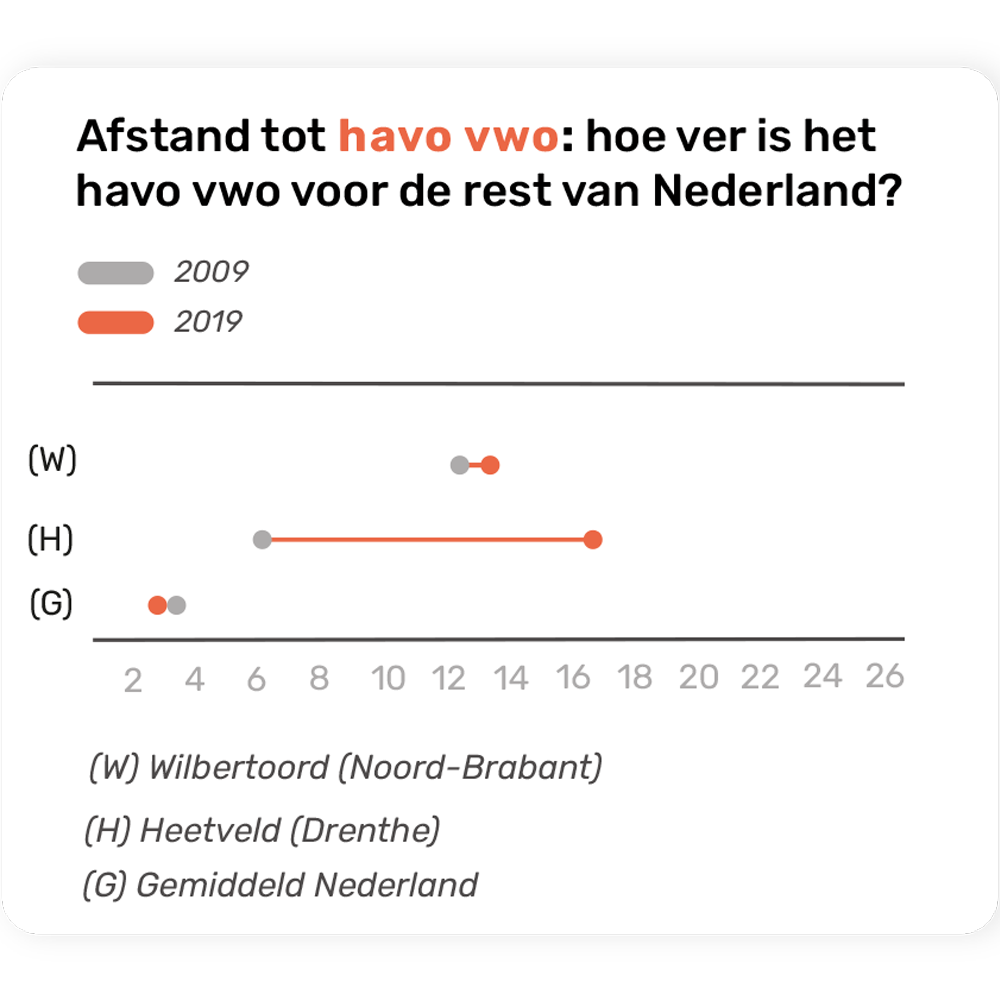 Afstand tot havo vwo: hoe ver is het
havo vwo voor de rest van Nederland?
2009
2019
(W)
(H)
(G)
2 4 6 8 10 12 14 16 18 20 22 24 26
(W) Wilbertoord (Noord-Brabant)
(H) Heetveld (Drenthe)
(G) Gemiddeld Nederland